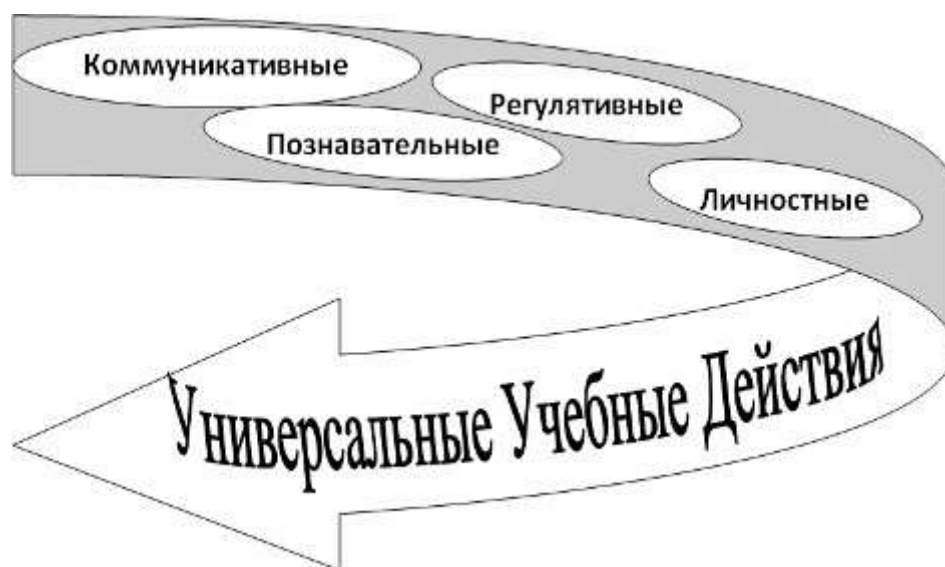 Коммуникативные
Регулятивные
Познавательные
Личностные
Универсальные Учебные Действия